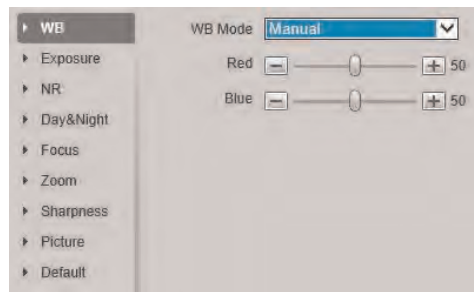 WB
Exposure
NR
Day&Night
Focus
Zoom
Sharpness
Picture
Default
WB Mode Manual
Red 50
Blue 50